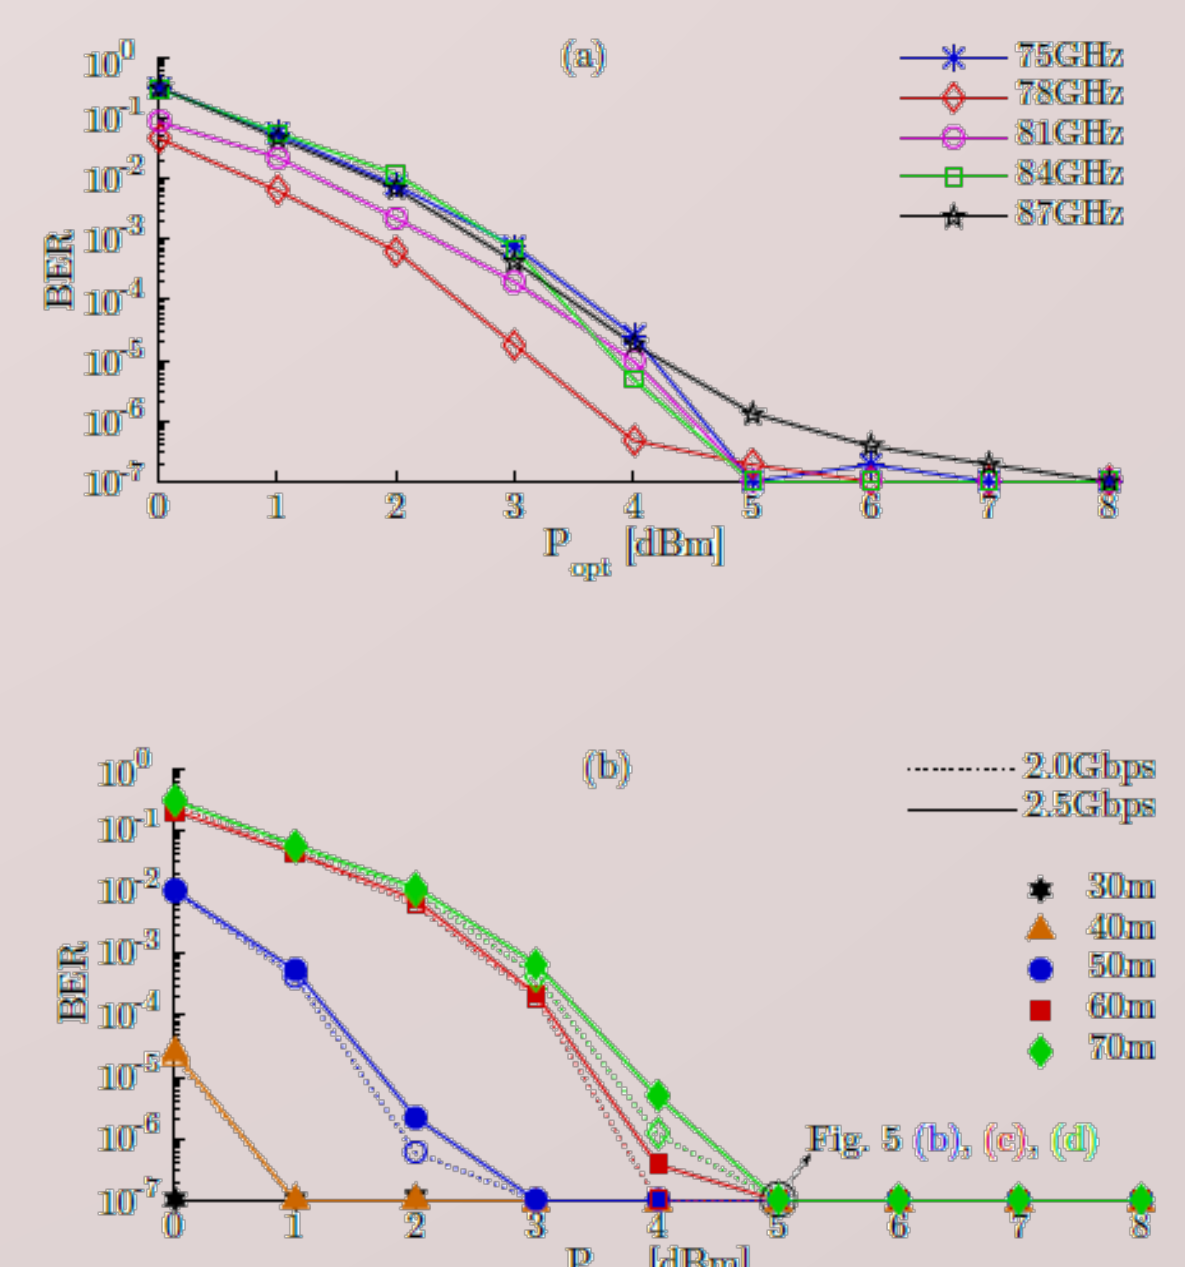 (a)
10^0
10^-1
10^-2
10^-3
10^-4
10^-5
10^-6
10^-7
BER
75GHz
78GHz
81GHz
84GHz
87GHz
0 1 2 3 4 5 6 7 8
P_opt [dBm]
(b)
10^0
10^-1
10^-2
10^-3
10^-4
10^-5
10^-6
10^-7
BER
2.0Gbps
2.5Gbps
30m
40m
50m
60m
70m
Fig. 5 (b), (c), (d)
0 1 2 3 4 5 6 7 8
P [dBm]